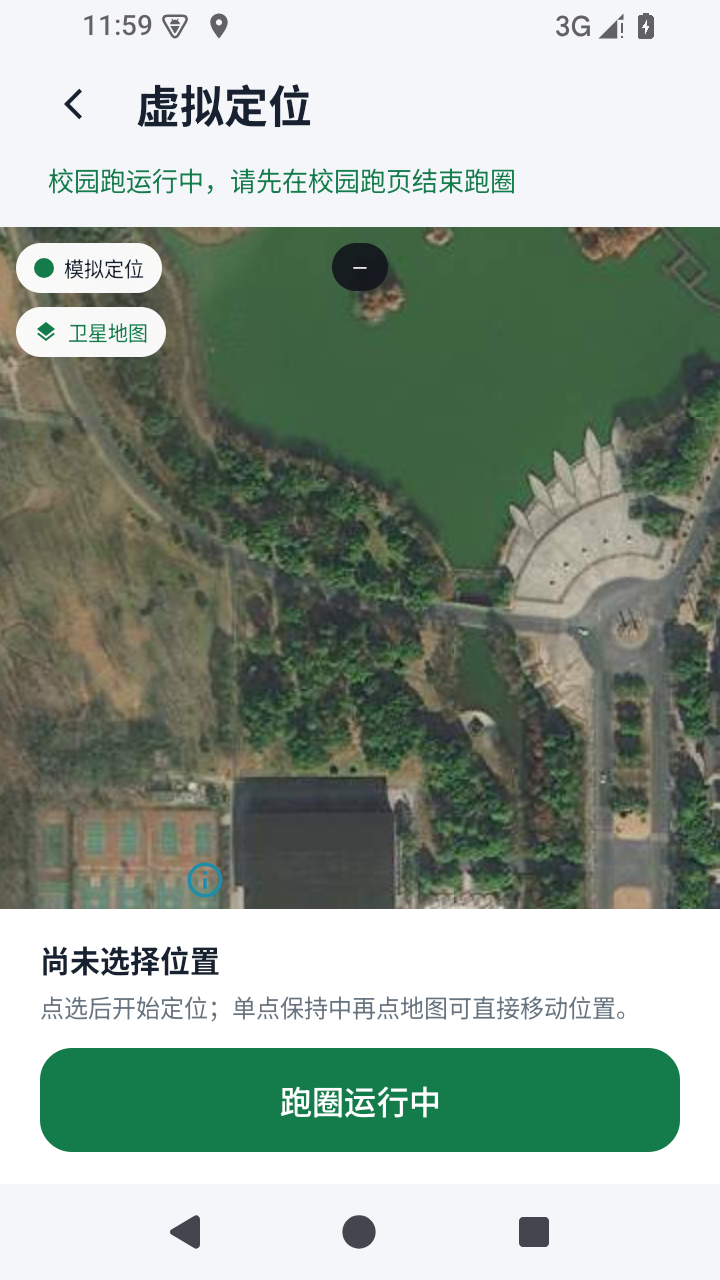 11:59
3G
虚拟定位
校园跑运行中，请先在校园跑页结束跑圈
模拟定位
卫星地图
尚未选择位置
点选后开始定位；单点保持中再点地图可直接移动位置。
跑圈运行中